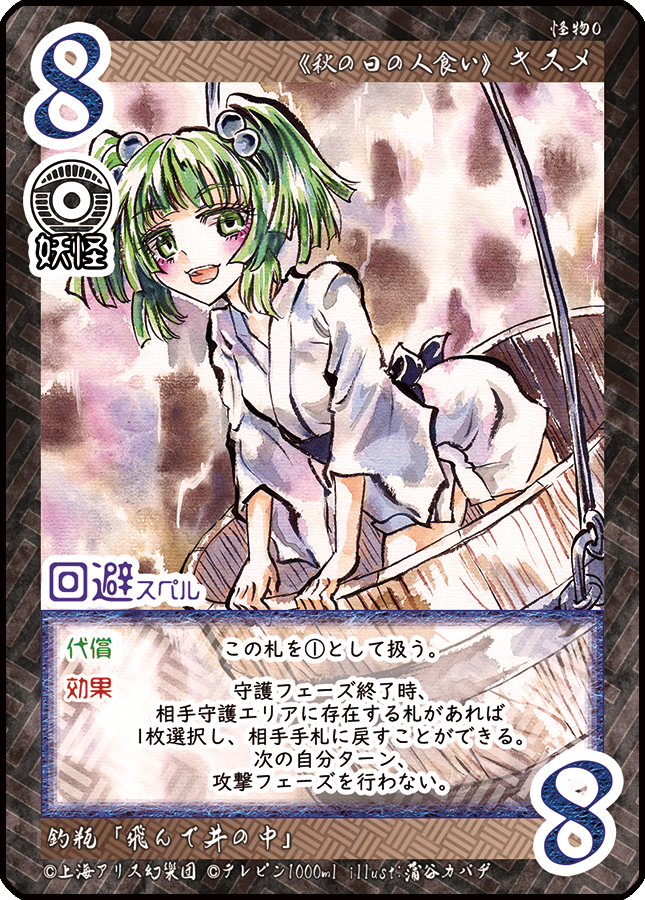 怪物0
8
《秋の日の人食い》 キスメ
妖怪
回避スペル
代償 この札を①として扱う。
効果 守護フェーズ終了時、
相手守護エリアに存在する札があれば
1枚選択し、相手手札に戻すことができる。
次の自分ターン、
攻撃フェーズを行わない。
8
釣瓶「飛んで井の中」
©上海アリス幻樂団 ©テレピン1000ml illust:蒲谷カバヂ